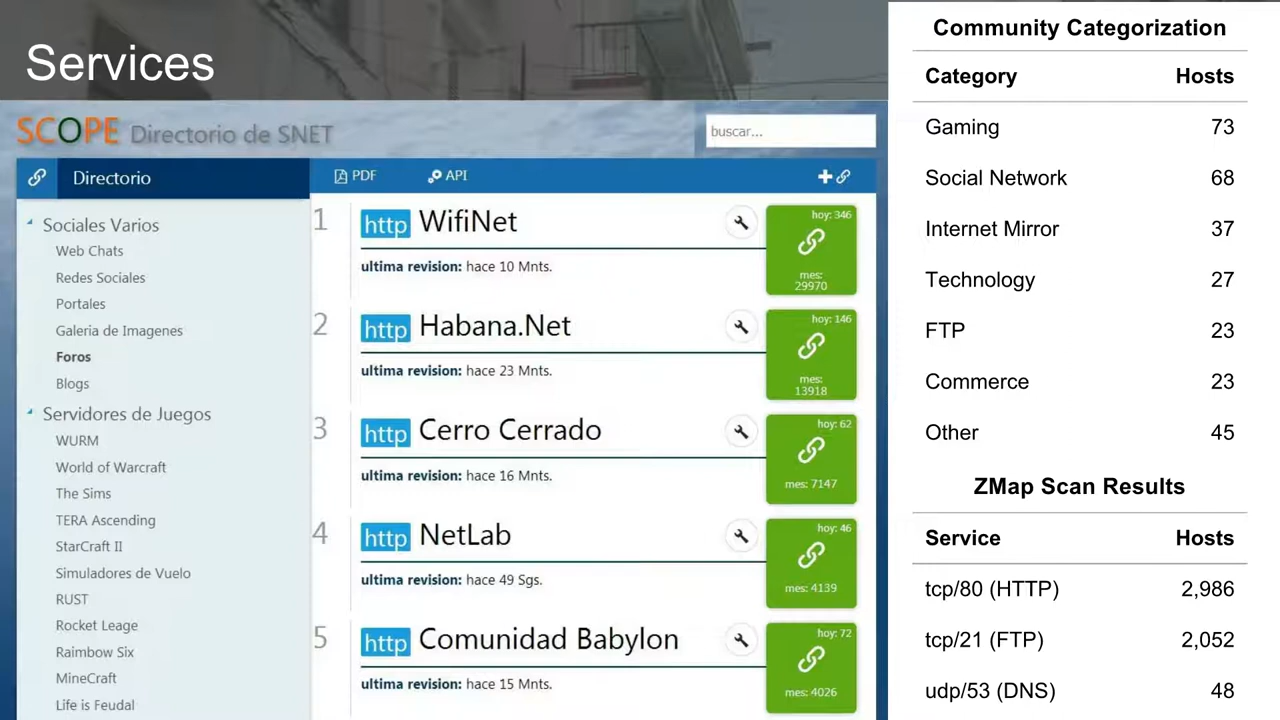 Services
SCOPE Directorio de SNET
buscar...
Directorio
PDF
API
Sociales Varios
Web Chats
Redes Sociales
Portales
Galeria de Imagenes
Foros
Blogs
Servidores de Juegos
WURM
World of Warcraft
The Sims
TERA Ascending
StarCraft II
Simuladores de Vuelo
RUST
Rocket Leage
Raimbow Six
MineCraft
Life is Feudal
1 http WifiNet
ultima revision: hace 10 Mnts.
hoy: 346
mes:
29970
2 http Habana.Net
ultima revision: hace 23 Mnts.
hoy: 146
mes:
13918
3 http Cerro Cerrado
ultima revision: hace 16 Mnts.
hoy: 62
mes: 7147
4 http NetLab
ultima revision: hace 49 Sgs.
hoy: 46
mes: 4139
5 http Comunidad Babylon
ultima revision: hace 15 Mnts.
hoy: 72
mes: 4026
Community Categorization
Category Hosts
Gaming 73
Social Network 68
Internet Mirror 37
Technology 27
FTP 23
Commerce 23
Other 45
ZMap Scan Results
Service Hosts
tcp/80 (HTTP) 2,986
tcp/21 (FTP) 2,052
udp/53 (DNS) 48